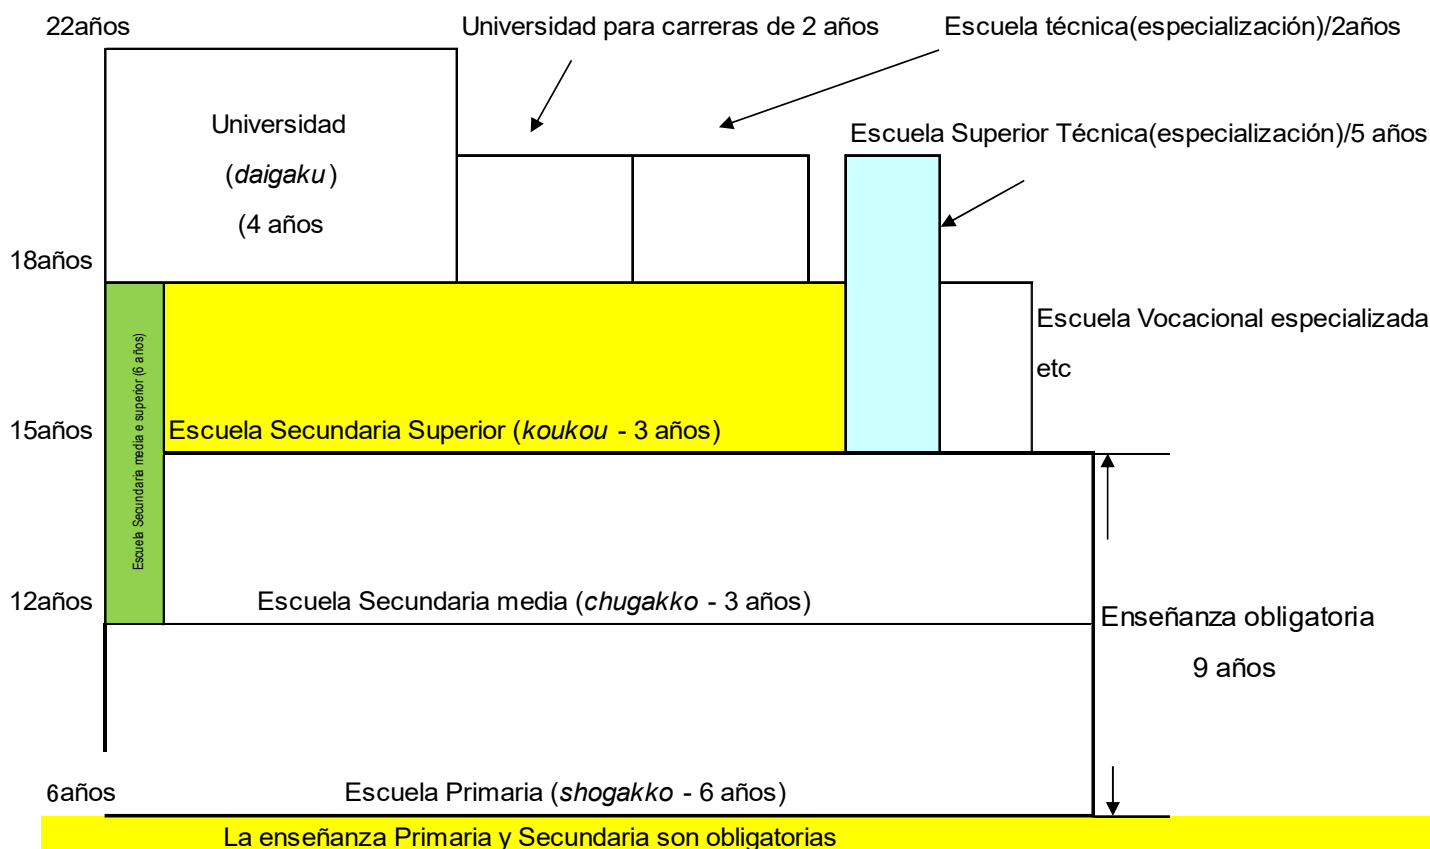 22años
Universidad para carreras de 2 años
Escuela técnica(especialización)/2años
Universidad
(daigaku)
(4 años
Escuela Superior Técnica(especialización)/5 años
18años
Escuela Vocacional especializada
etc
Escuela Secundaria media e superior (6 años)
15años
Escuela Secundaria Superior (koukou - 3 años)
12años
Escuela Secundaria media (chugakko - 3 años)
Enseñanza obligatoria
9 años
6años
Escuela Primaria (shogakko - 6 años)
La enseñanza Primaria y Secundaria son obligatorias